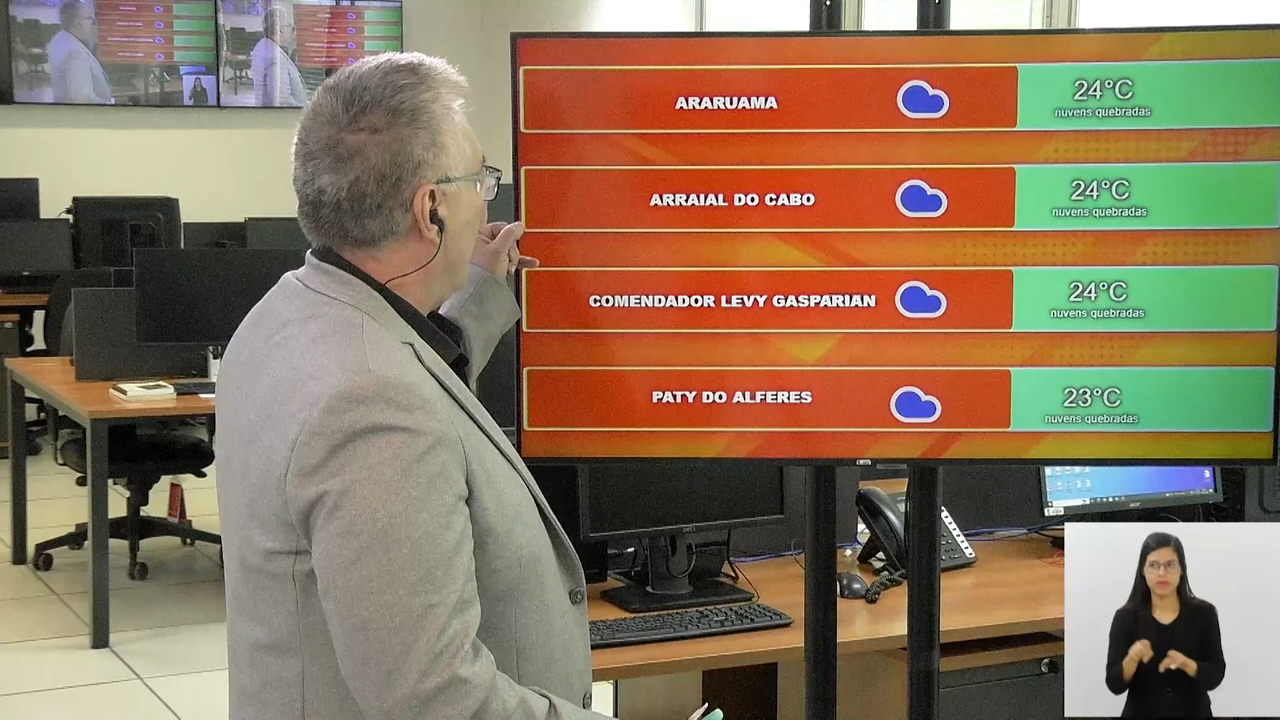 ARARUAMA
24°C
nuvens quebradas
ARRAIAL DO CABO
24°C
nuvens quebradas
COMENDADOR LEVY GASPARIAN
24°C
nuvens quebradas
PATY DO ALFERES
23°C
nuvens quebradas